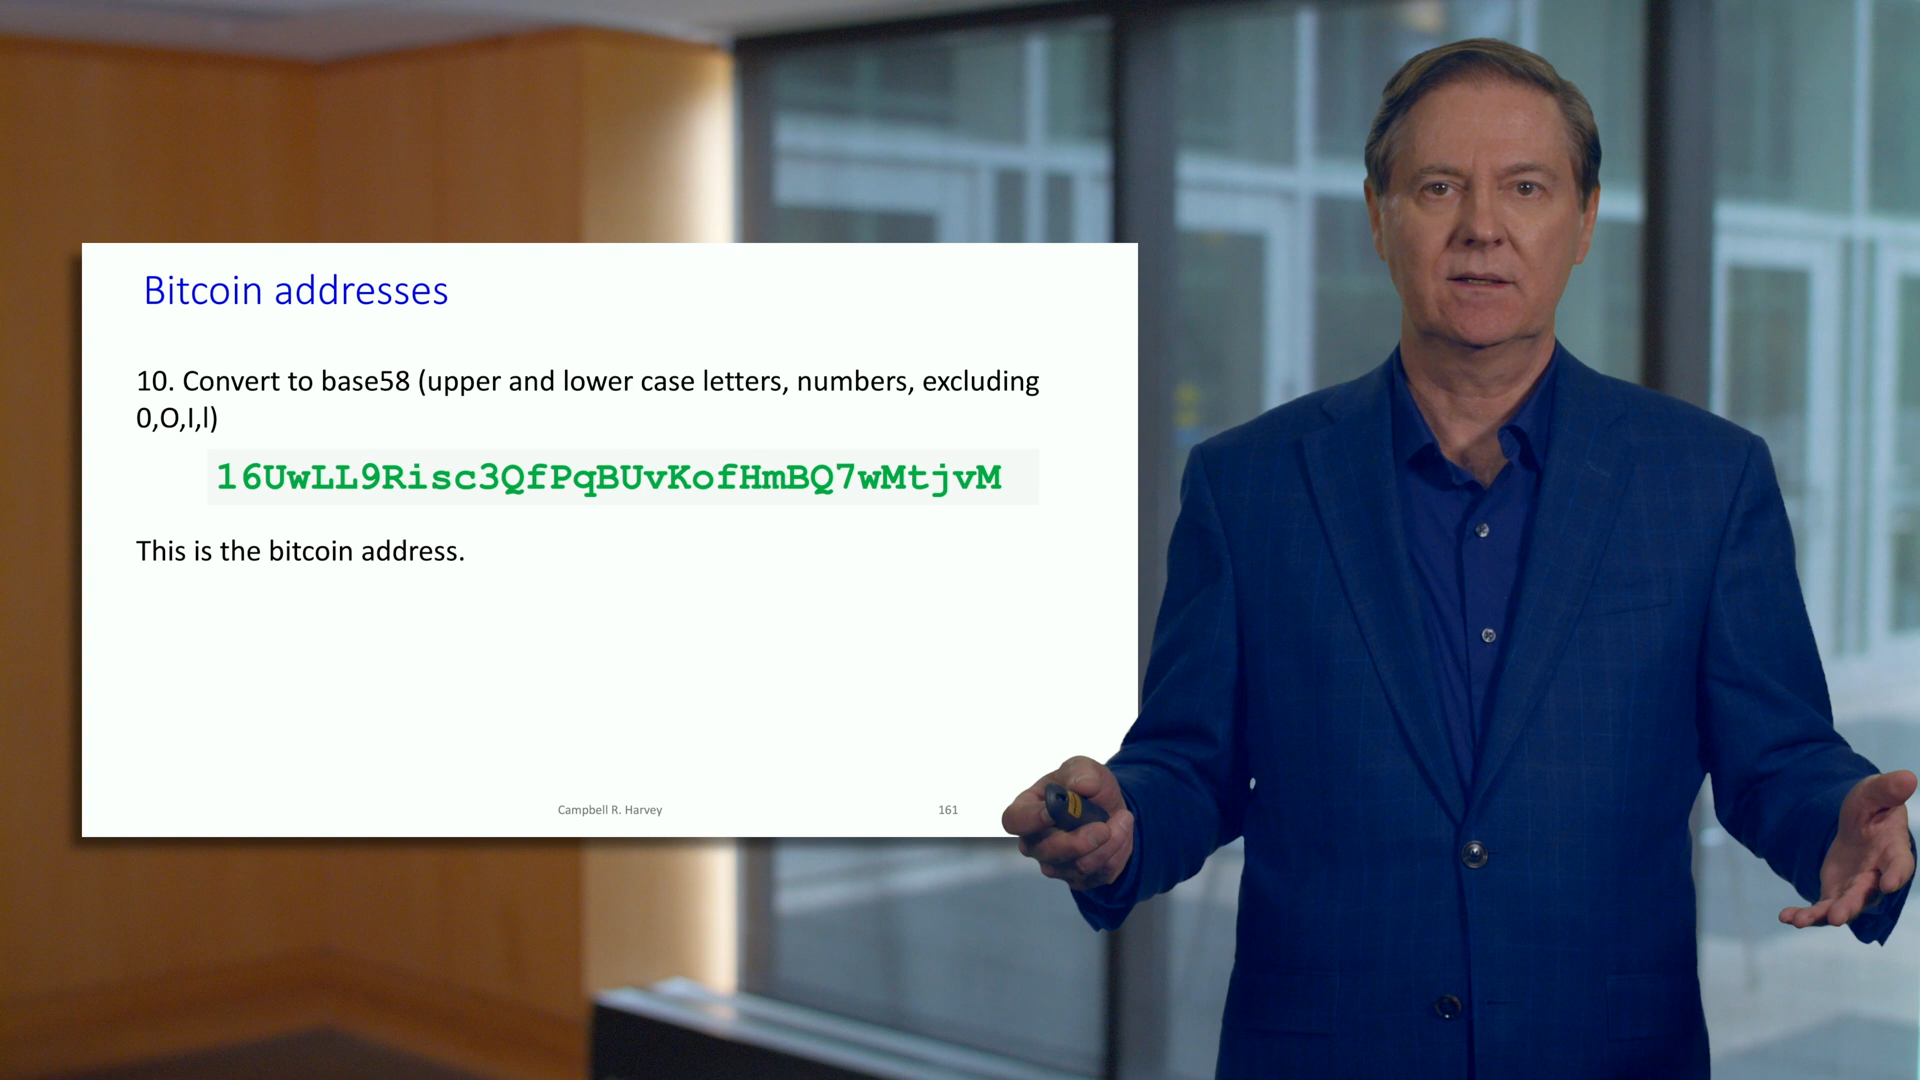 Bitcoin addresses
10. Convert to base58 (upper and lower case letters, numbers, excluding
0,O,I,l)
16UwLL9Risc3QfPqBUvKofHmBQ7wMtjvM
This is the bitcoin address.
Campbell R. Harvey
161